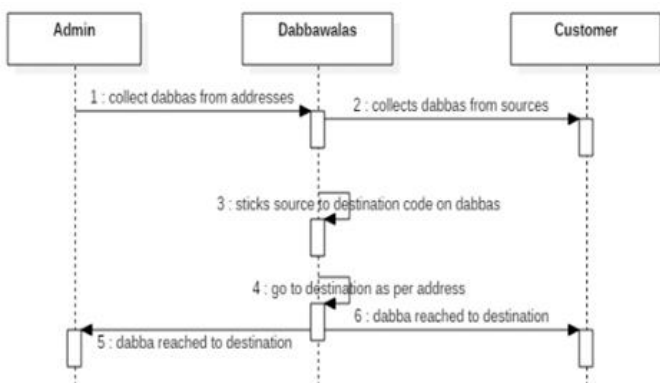 Admin
Dabbawalas
Customer
1 : collect dabbas from addresses
2 : collects dabbas from sources
3 : sticks source to destination code on dabbas
4 : go to destination as per address
6 : dabba reached to destination
5 : dabba reached to destination